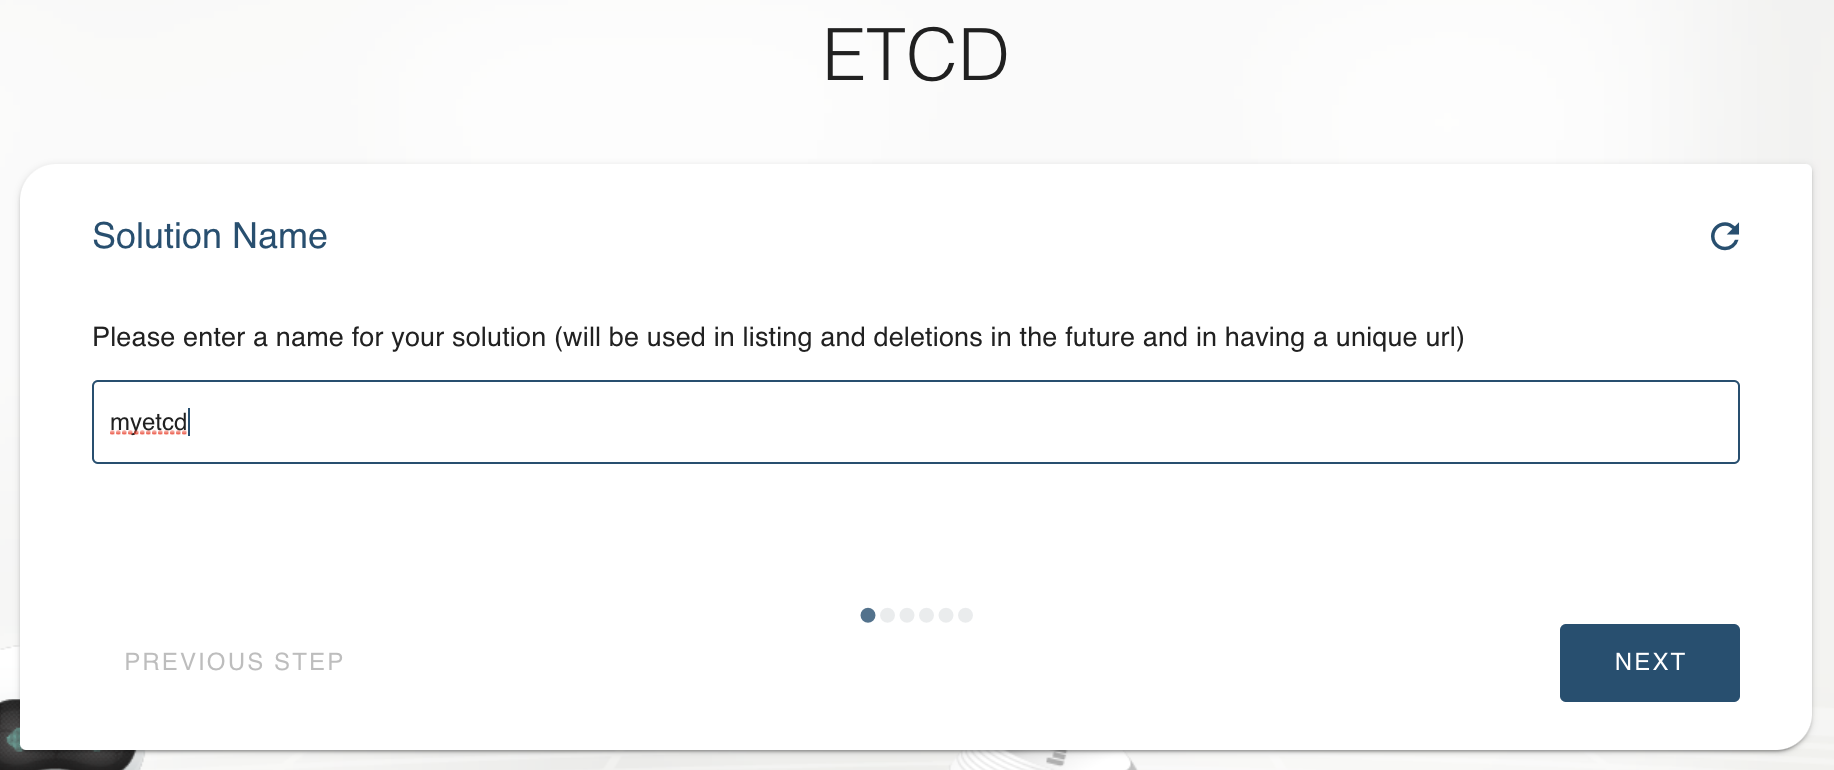 ETCD
Solution Name
Please enter a name for your solution (will be used in listing and deletions in the future and in having a unique url)
myetcd
PREVIOUS STEP
NEXT